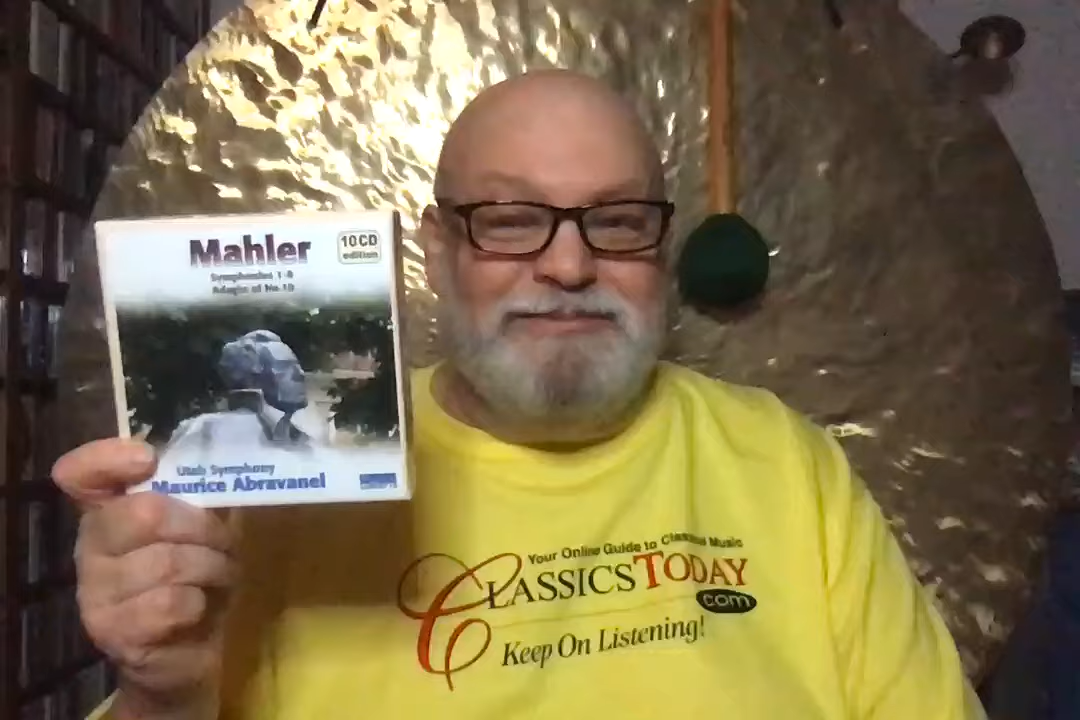 Mahler
10CD
edition
Symphonies 1-9
Adagio of No.10
Utah Symphony
Maurice Abravanel
Your Online Guide to Classical Music
CLASSICSTODAY
com
Keep On Listening!